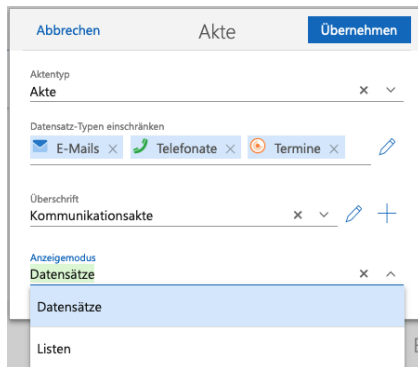 Abbrechen Akte Übernehmen
Aktentyp
Akte
Datensatz-Typen einschränken
E-Mails Telefonate Termine
Überschrift
Kommunikationsakte
Anzeigemodus
Datensätze
Datensätze
Listen